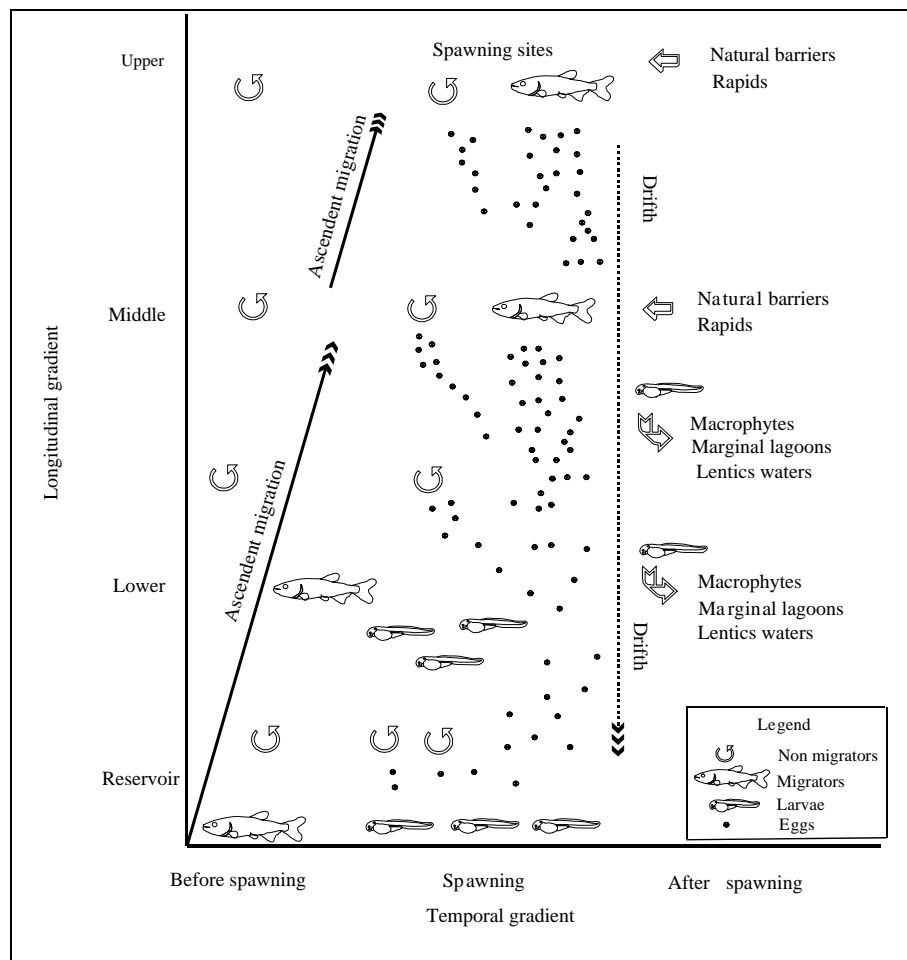 Upper
Spawning sites
Natural barriers
Rapids
Ascendent migration
Drifth
Middle
Natural barriers
Rapids
Longitudinal gradient
Macrophytes
Marginal lagoons
Lentics waters
Ascendent migration
Lower
Macrophytes
Marginal lagoons
Lentics waters
Drifth
Reservoir
Legend
Non migrators
Migrators
Larvae
Eggs
Before spawning
Spawning
After spawning
Temporal gradient